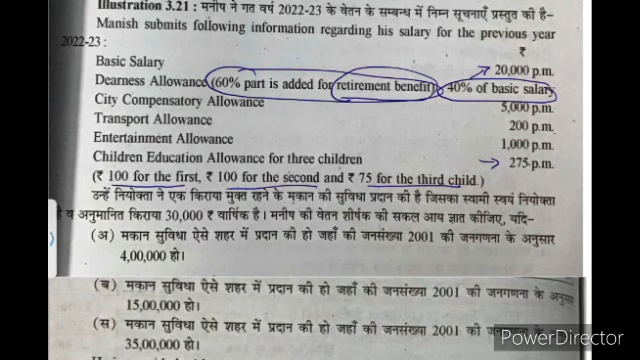 Illustration 3.21 : मनीष ने गत वर्ष 2022-23 के वेतन के सम्बन्ध में निम्न सूचनाएँ प्रस्तुत की है–
Manish submits following information regarding his salary for the previous year
2022-23 :
₹
Basic Salary 20,000 p.m.
Dearness Allowance (60% part is added for retirement benefit) 40% of basic salary
City Compensatory Allowance 5,000 p.m.
Transport Allowance 200 p.m.
Entertainment Allowance 1,000 p.m.
Children Education Allowance for three children 275 p.m.
(₹ 100 for the first, ₹ 100 for the second and ₹ 75 for the third child.)
उन्हें नियोक्ता ने एक किराया मुक्त रहने के मकान की सुविधा प्रदान की है जिसका स्वामी स्वयं नियोक्ता
है व अनुमानित किराया 30,000 ₹ वार्षिक है। मनीष की वेतन शीर्षक की सकल आय ज्ञात कीजिए, यदि–
(अ) मकान सुविधा ऐसे शहर में प्रदान की हो जहाँ की जनसंख्या 2001 की जनगणना के अनुसार
4,00,000 हो।
(ब) मकान सुविधा ऐसे शहर में प्रदान की हो जहाँ की जनसंख्या 2001 की जनगणना के अनुसार
15,00,000 हो।
(स) मकान सुविधा ऐसे शहर में प्रदान की हो जहाँ की जनसंख्या 2001 की
35,00,000 हो।
PowerDirector